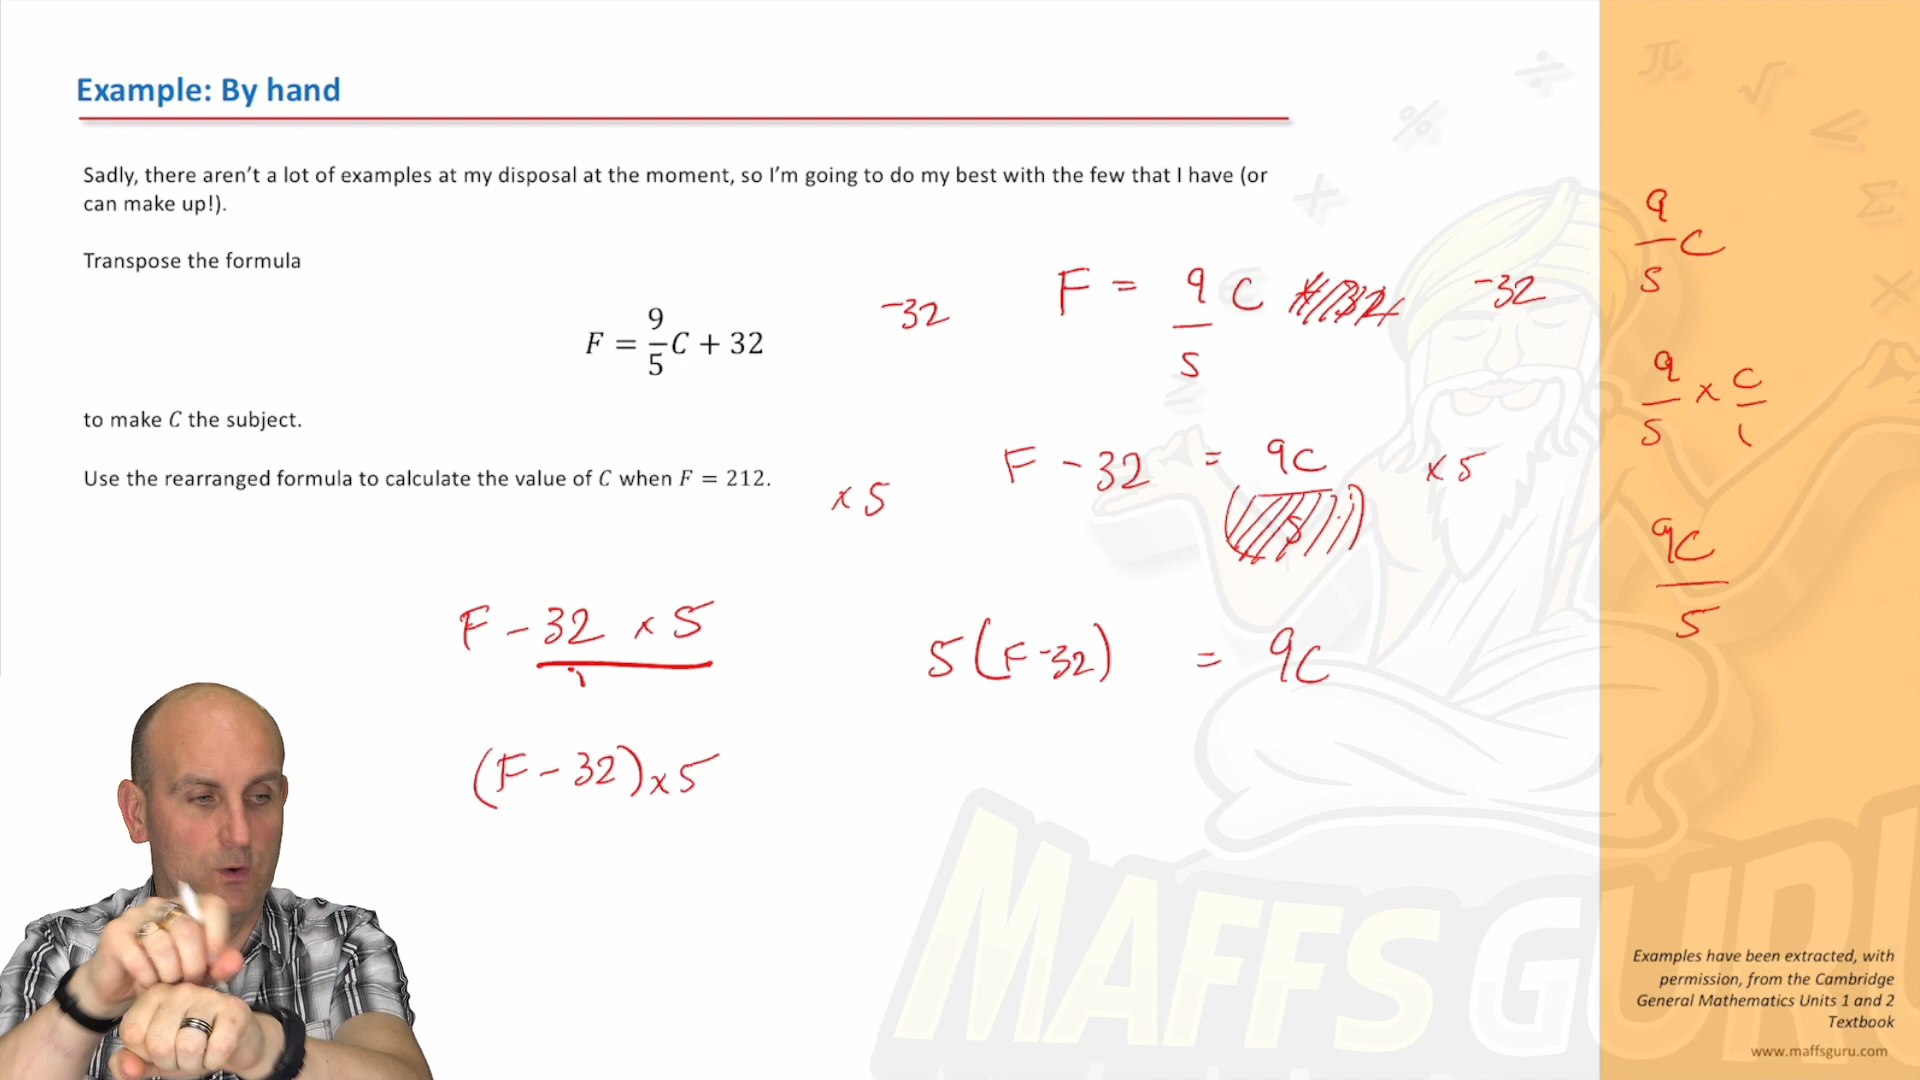 Example: By hand
Sadly, there aren't a lot of examples at my disposal at the moment, so I'm going to do my best with the few that I have (or
can make up!).
Transpose the formula
F = 9/5 C + 32
to make C the subject.
Use the rearranged formula to calculate the value of C when F = 212.
-32 F = 9/5 C -32
×5 F - 32 = 9C ×5
F - 32 × 5
5(F-32) = 9C
(F - 32) × 5
9/5 C
9/5 × C/1
9C/5
MAFFS GURU
Examples have been extracted, with
permission, from the Cambridge
General Mathematics Units 1 and 2
Textbook
www.maffsguru.com